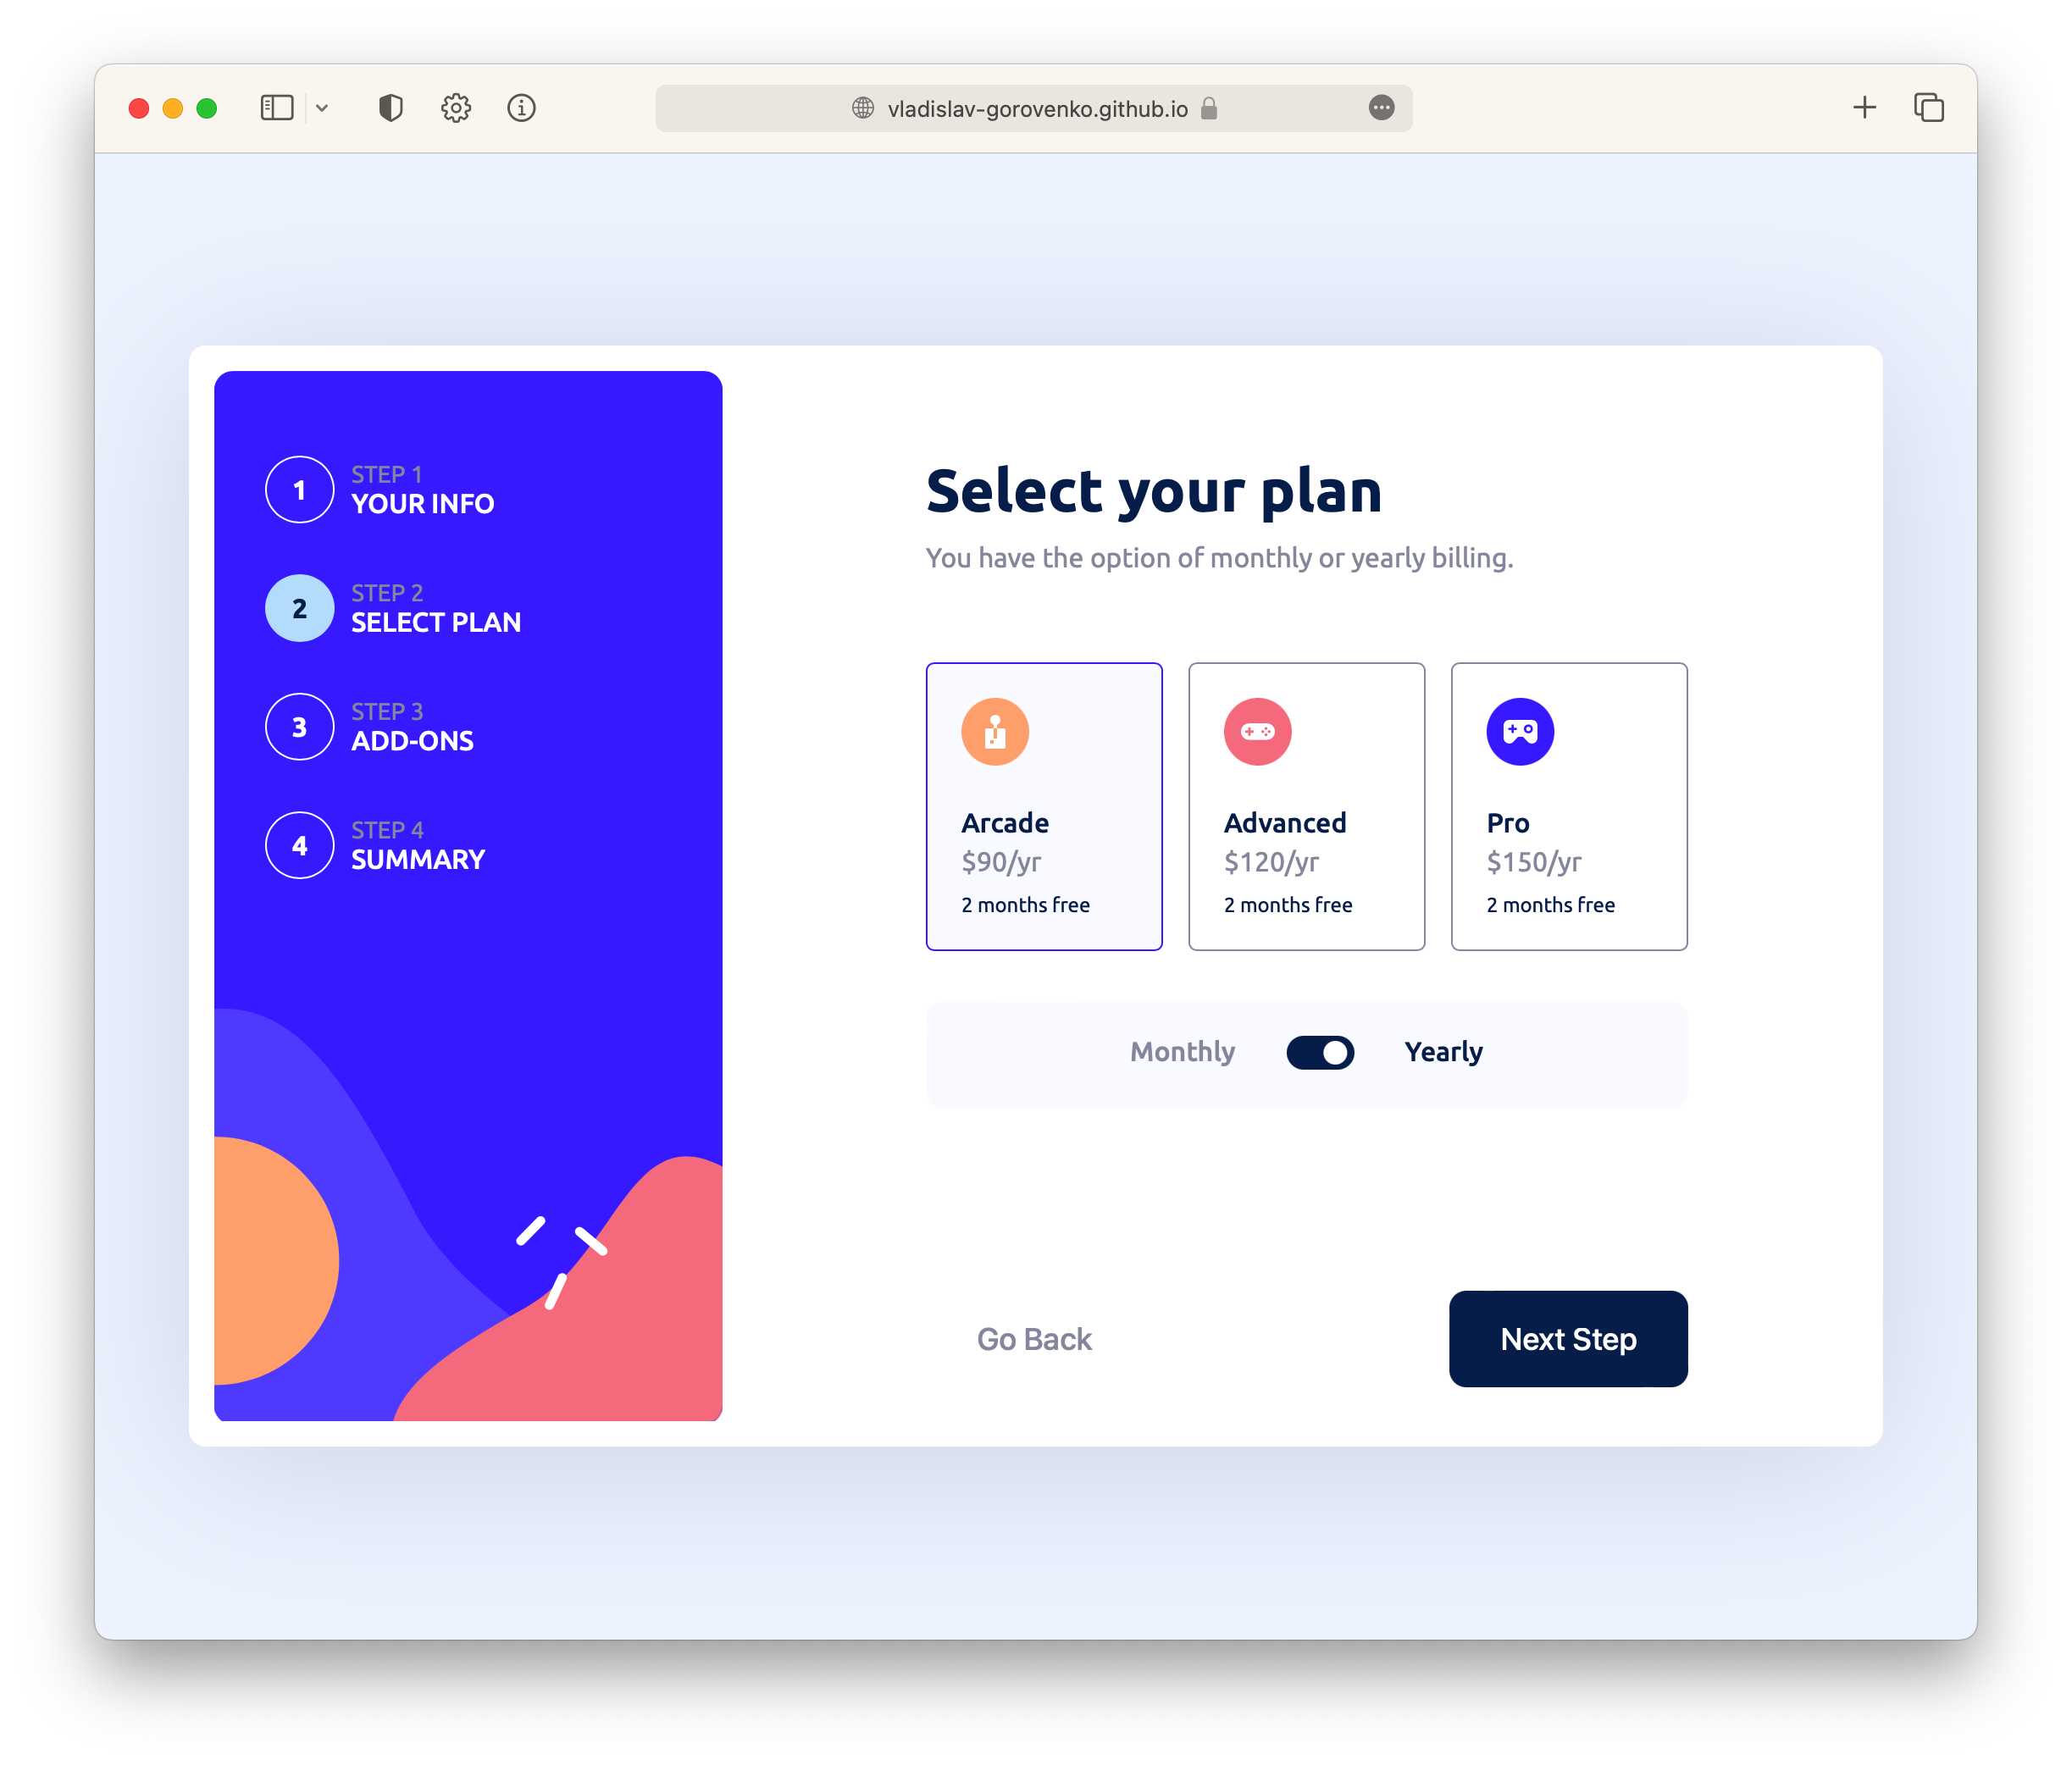 vladislav-gorovenko.github.io
1
STEP 1
YOUR INFO
2
STEP 2
SELECT PLAN
3
STEP 3
ADD-ONS
4
STEP 4
SUMMARY
Select your plan
You have the option of monthly or yearly billing.
Arcade
$90/yr
2 months free
Advanced
$120/yr
2 months free
Pro
$150/yr
2 months free
Monthly
Yearly
Go Back
Next Step